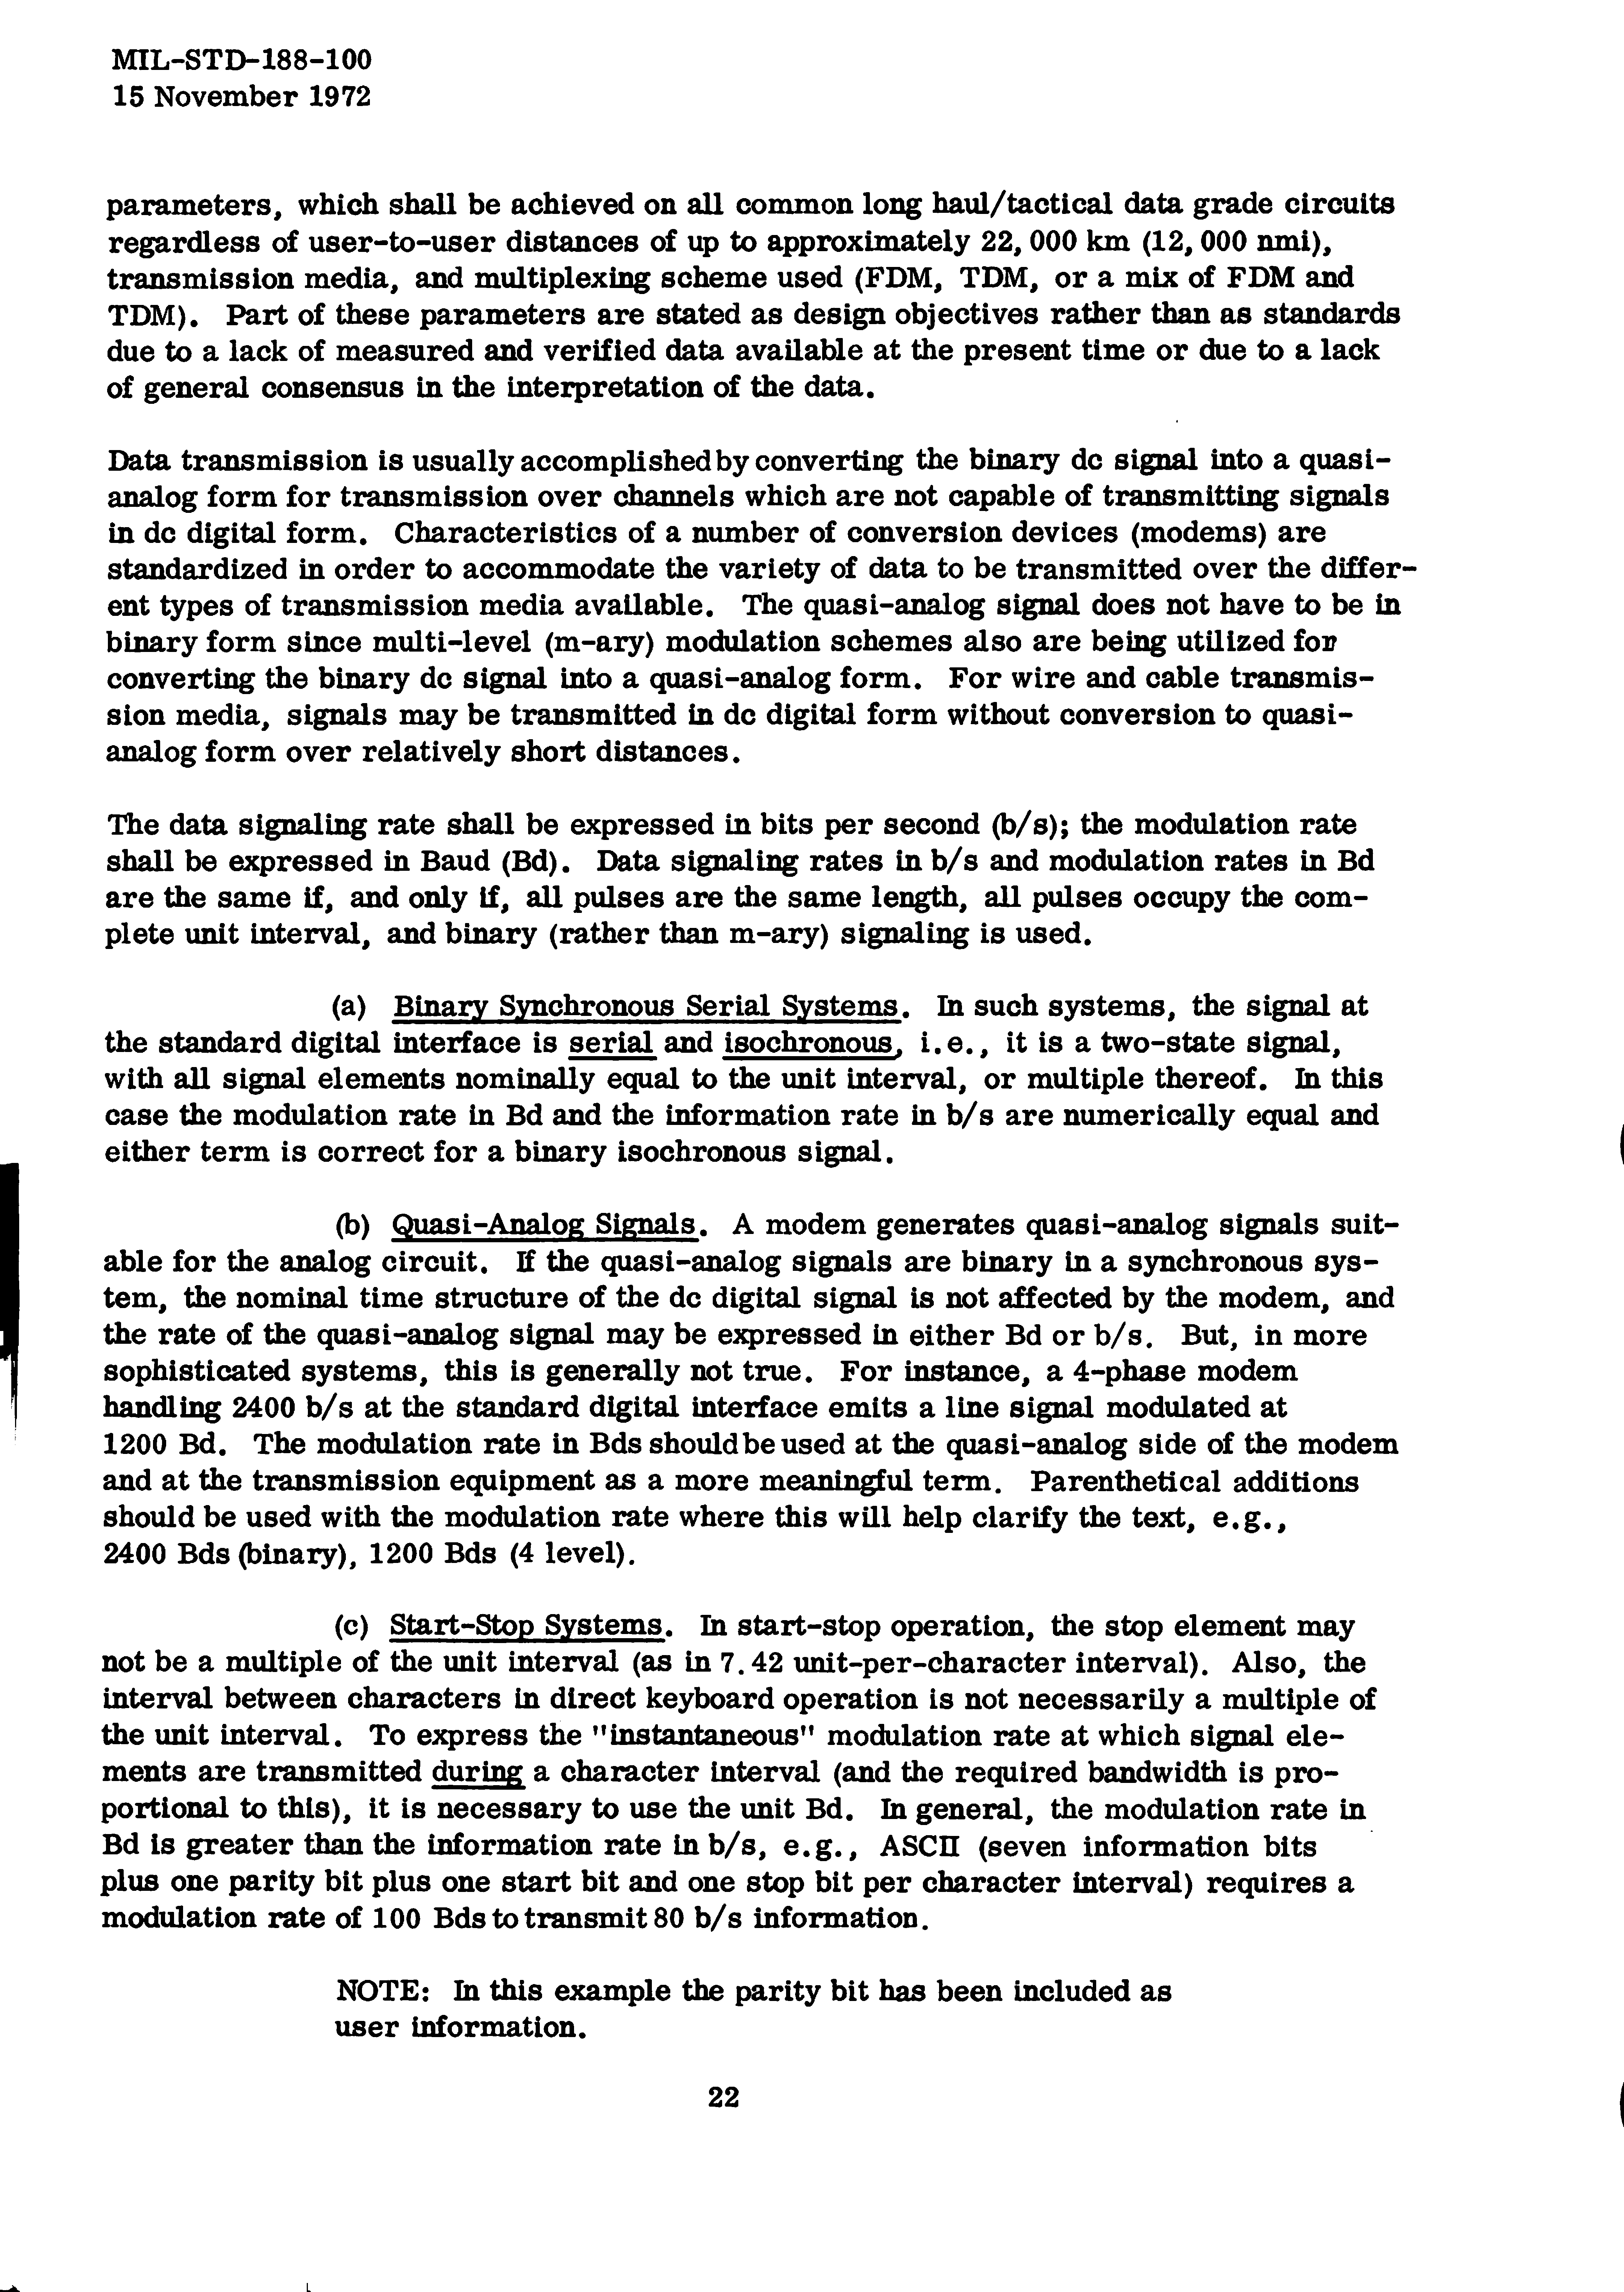 MIL-STD-188-100
15 November 1972
parameters, which shall be achieved on all common long haul/tactical data grade circuits
regardless of user-to-user distances of up to approximately 22,000 km (12,000 nmi),
transmission media, and multiplexing scheme used (FDM, TDM, or a mix of FDM and
TDM). Part of these parameters are stated as design objectives rather than as standards
due to a lack of measured and verified data available at the present time or due to a lack
of general consensus in the interpretation of the data.
Data transmission is usually accomplished by converting the binary dc signal into a quasi-
analog form for transmission over channels which are not capable of transmitting signals
in dc digital form. Characteristics of a number of conversion devices (modems) are
standardized in order to accommodate the variety of data to be transmitted over the differ-
ent types of transmission media available. The quasi-analog signal does not have to be in
binary form since multi-level (m-ary) modulation schemes also are being utilized for
converting the binary dc signal into a quasi-analog form. For wire and cable transmis-
sion media, signals may be transmitted in dc digital form without conversion to quasi-
analog form over relatively short distances.
The data signaling rate shall be expressed in bits per second (b/s); the modulation rate
shall be expressed in Baud (Bd). Data signaling rates in b/s and modulation rates in Bd
are the same if, and only if, all pulses are the same length, all pulses occupy the com-
plete unit interval, and binary (rather than m-ary) signaling is used.
(a) Binary Synchronous Serial Systems. In such systems, the signal at
the standard digital interface is serial and isochronous, i.e., it is a two-state signal,
with all signal elements nominally equal to the unit interval, or multiple thereof. In this
case the modulation rate in Bd and the information rate in b/s are numerically equal and
either term is correct for a binary isochronous signal.
(b) Quasi-Analog Signals. A modem generates quasi-analog signals suit-
able for the analog circuit. If the quasi-analog signals are binary in a synchronous sys-
tem, the nominal time structure of the dc digital signal is not affected by the modem, and
the rate of the quasi-analog signal may be expressed in either Bd or b/s. But, in more
sophisticated systems, this is generally not true. For instance, a 4-phase modem
handling 2400 b/s at the standard digital interface emits a line signal modulated at
1200 Bd. The modulation rate in Bds should be used at the quasi-analog side of the modem
and at the transmission equipment as a more meaningful term. Parenthetical additions
should be used with the modulation rate where this will help clarify the text, e.g.,
2400 Bds (binary), 1200 Bds (4 level).
(c) Start-Stop Systems. In start-stop operation, the stop element may
not be a multiple of the unit interval (as in 7.42 unit-per-character interval). Also, the
interval between characters in direct keyboard operation is not necessarily a multiple of
the unit interval. To express the "instantaneous" modulation rate at which signal ele-
ments are transmitted during a character interval (and the required bandwidth is pro-
portional to this), it is necessary to use the unit Bd. In general, the modulation rate in
Bd is greater than the information rate in b/s, e.g., ASCII (seven information bits
plus one parity bit plus one start bit and one stop bit per character interval) requires a
modulation rate of 100 Bds to transmit 80 b/s information.
NOTE: In this example the parity bit has been included as
user information.
22